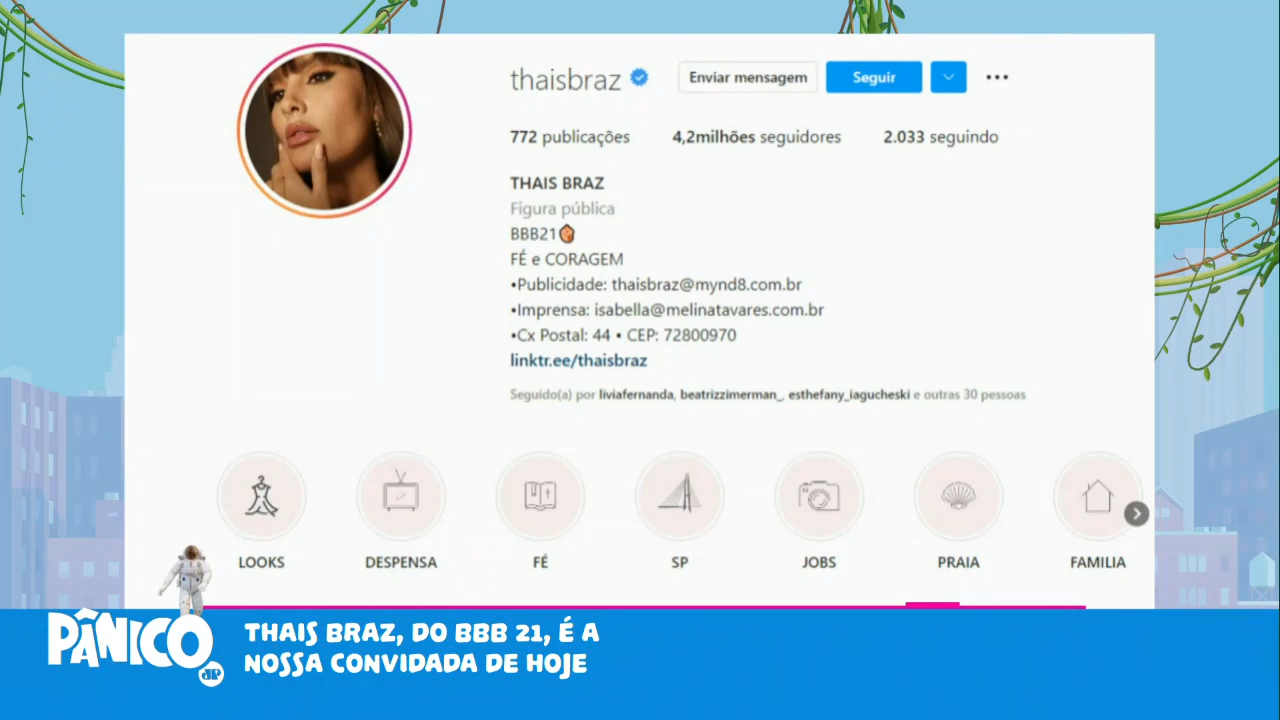 thaisbraz
Enviar mensagem
Seguir
772 publicações
4,2milhões seguidores
2.033 seguindo
THAIS BRAZ
Figura pública
BBB21
FÉ e CORAGEM
•Publicidade: thaisbraz@mynd8.com.br
•Imprensa: isabella@melinatavares.com.br
•Cx Postal: 44 • CEP: 72800970
linktr.ee/thaisbraz
Seguido(a) por liviafernanda, beatrizzimerman_, esthefany_iagucheski e outras 30 pessoas
LOOKS
DESPENSA
FÉ
SP
JOBS
PRAIA
FAMILIA
PÂNICO
JP
THAIS BRAZ, DO BBB 21, É A
NOSSA CONVIDADA DE HOJE